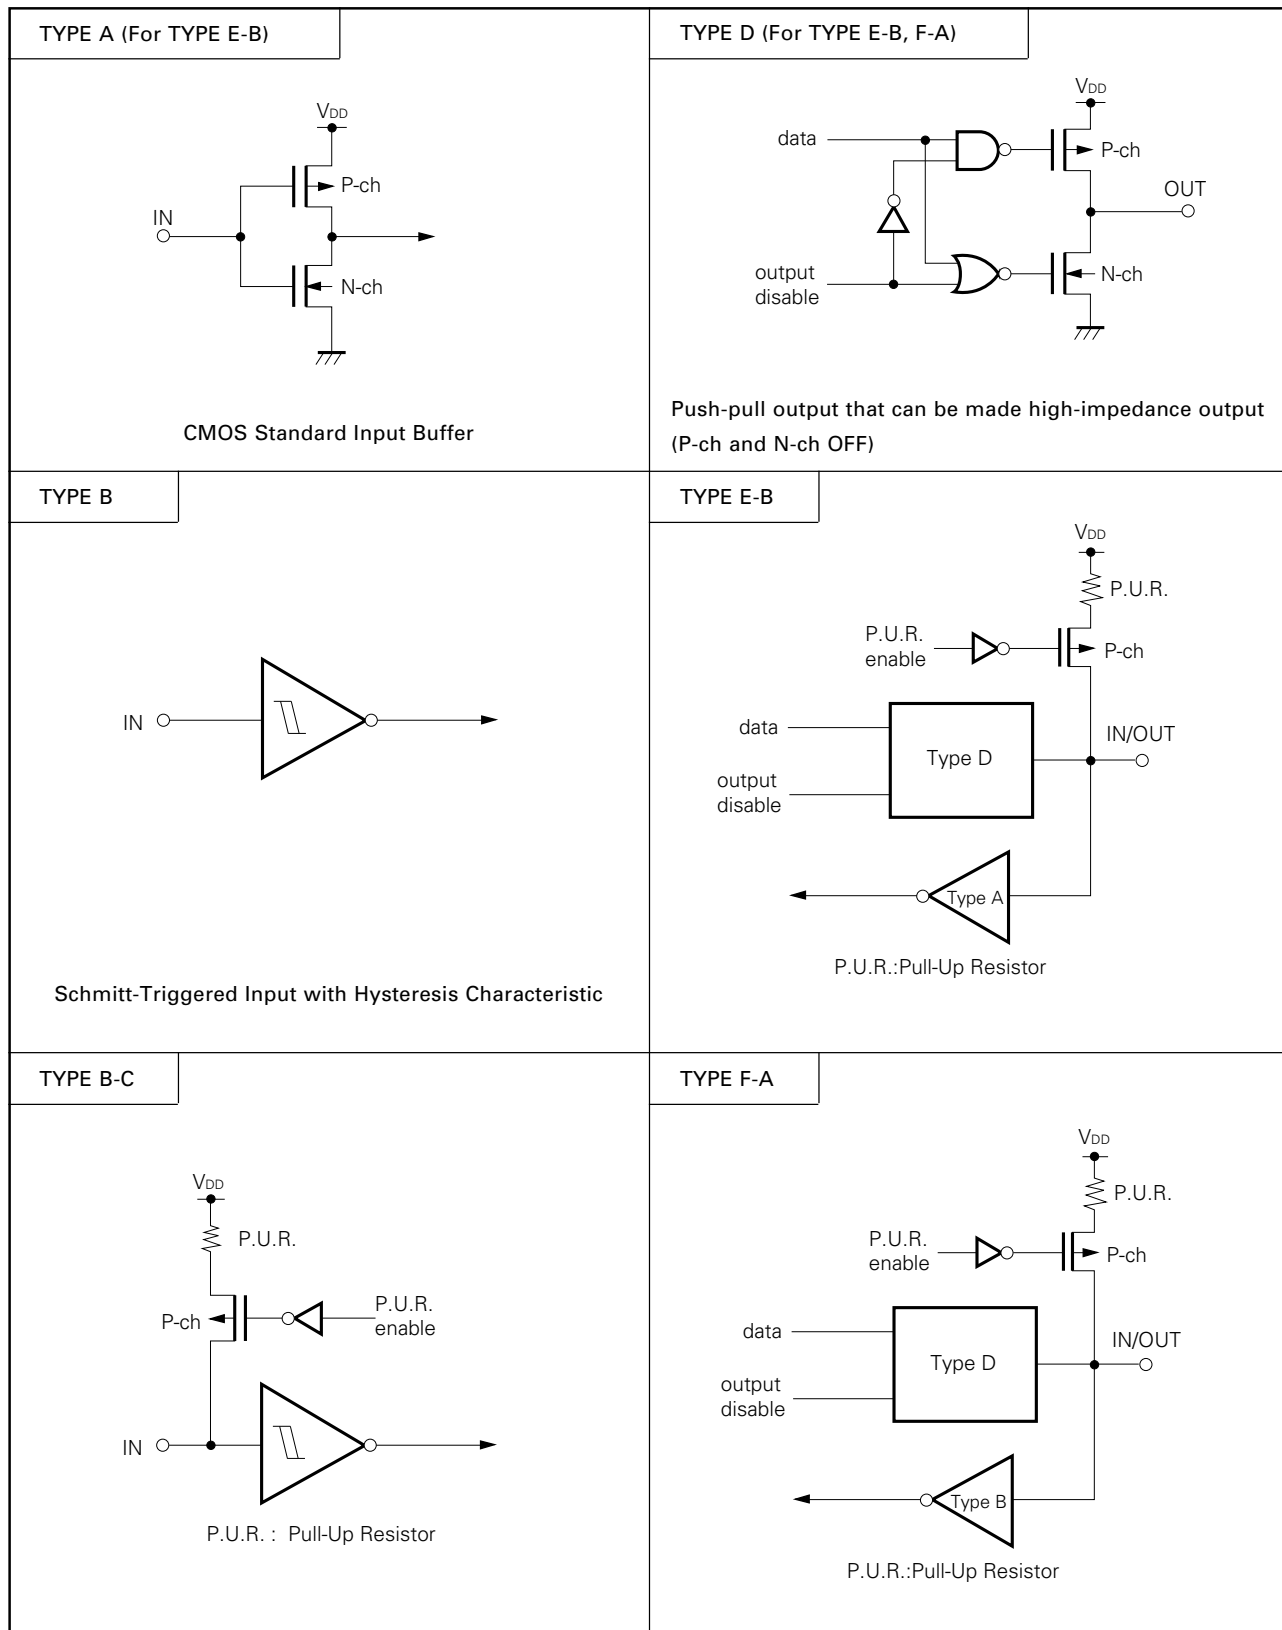 TYPE A (For TYPE E-B)
VDD
P-ch
IN
N-ch
CMOS Standard Input Buffer
TYPE D (For TYPE E-B, F-A)
VDD
data
P-ch
OUT
output
disable
N-ch
Push-pull output that can be made high-impedance output
(P-ch and N-ch OFF)
TYPE B
IN
Schmitt-Triggered Input with Hysteresis Characteristic
TYPE E-B
VDD
P.U.R.
P.U.R.
enable
P-ch
data
Type D
IN/OUT
output
disable
Type A
P.U.R.:Pull-Up Resistor
TYPE B-C
VDD
P.U.R.
P-ch
P.U.R.
enable
IN
P.U.R. : Pull-Up Resistor
TYPE F-A
VDD
P.U.R.
P.U.R.
enable
P-ch
data
Type D
IN/OUT
output
disable
Type B
P.U.R.:Pull-Up Resistor